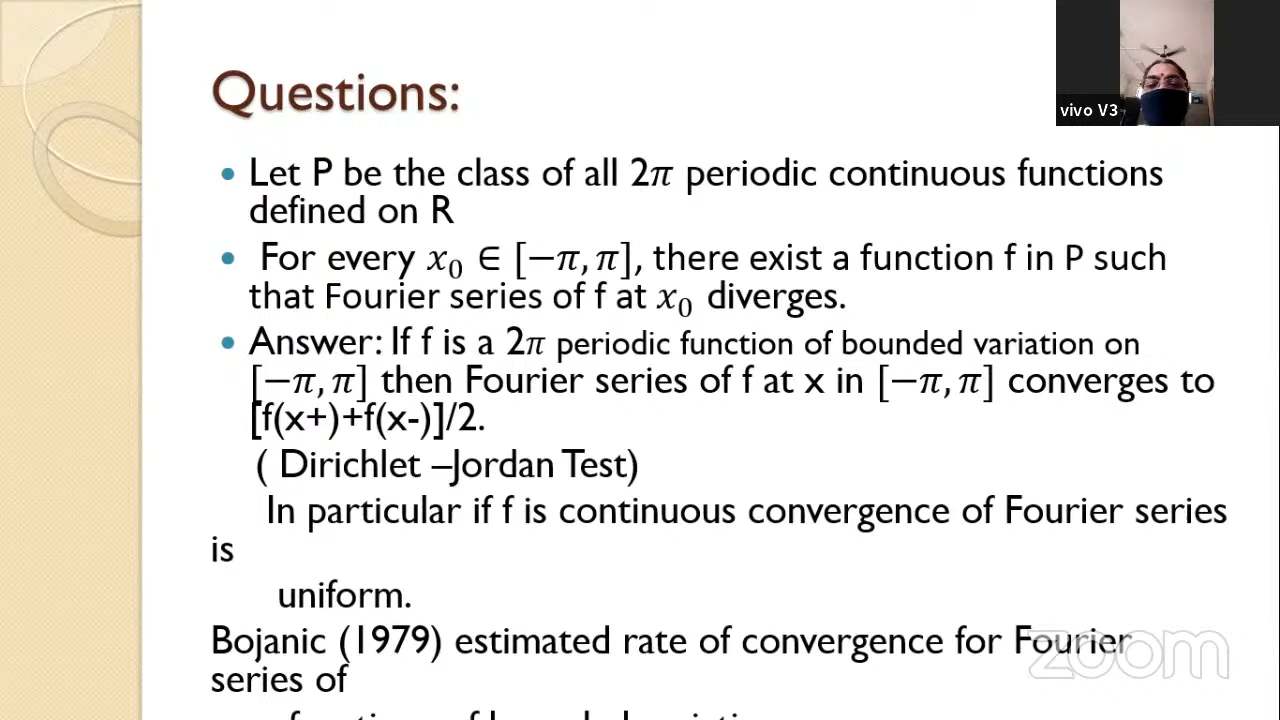 Questions:
vivo V3
• Let P be the class of all 2π periodic continuous functions
defined on R
• For every x₀ ∈ [−π, π], there exist a function f in P such
that Fourier series of f at x₀ diverges.
• Answer: If f is a 2π periodic function of bounded variation on
[−π, π] then Fourier series of f at x in [−π, π] converges to
[f(x+)+f(x-)]/2.
( Dirichlet –Jordan Test)
In particular if f is continuous convergence of Fourier series
is
uniform.
Bojanic (1979) estimated rate of convergence for Fourier
series of
zoom